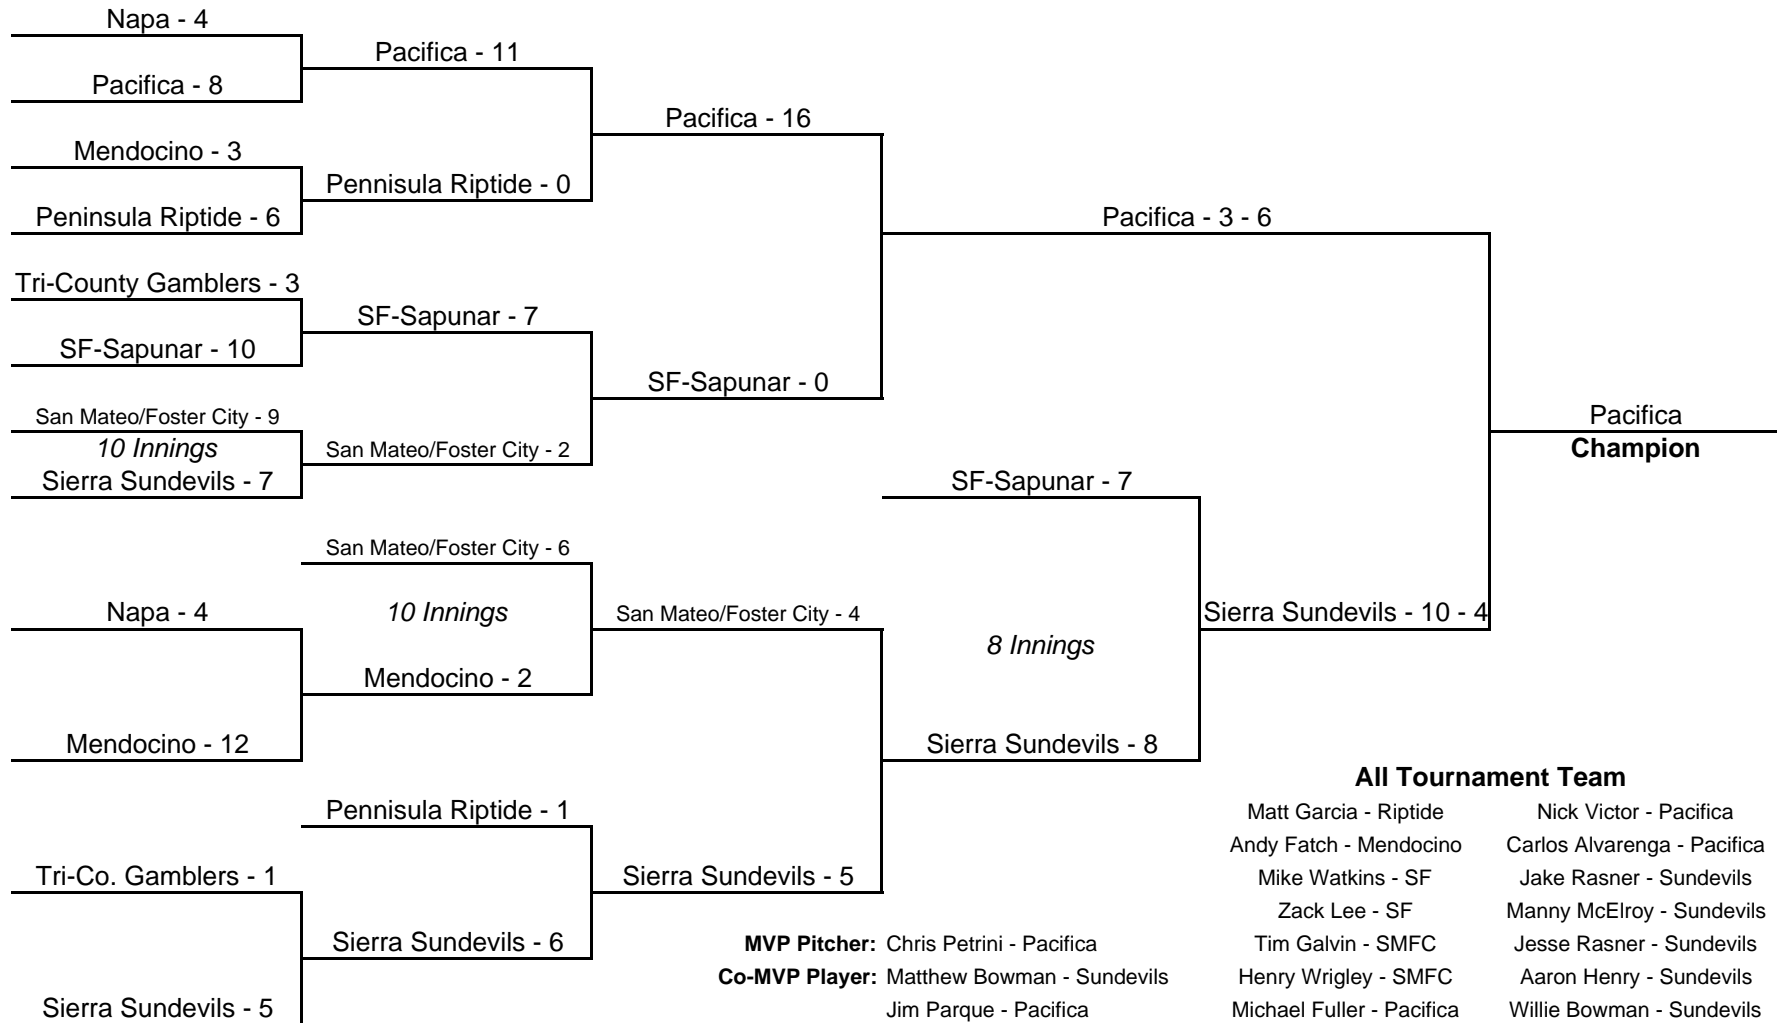 Napa - 4
Pacifica - 11
Pacifica - 8
Pacifica - 16
Mendocino - 3
Pennisula Riptide - 0
Peninsula Riptide - 6
Pacifica - 3 - 6
Tri-County Gamblers - 3
SF-Sapunar - 7
SF-Sapunar - 10
SF-Sapunar - 0
San Mateo/Foster City - 9
10 Innings
San Mateo/Foster City - 2
Sierra Sundevils - 7
Pacifica
Champion
SF-Sapunar - 7
San Mateo/Foster City - 6
Napa - 4
10 Innings
San Mateo/Foster City - 4
Sierra Sundevils - 10 - 4
8 Innings
Mendocino - 2
Mendocino - 12
Sierra Sundevils - 8
Pennisula Riptide - 1
Tri-Co. Gamblers - 1
Sierra Sundevils - 5
Sierra Sundevils - 6
Sierra Sundevils - 5
MVP Pitcher: Chris Petrini - Pacifica
Co-MVP Player: Matthew Bowman - Sundevils
Jim Parque - Pacifica
All Tournament Team
Matt Garcia - Riptide
Nick Victor - Pacifica
Andy Fatch - Mendocino
Carlos Alvarenga - Pacifica
Mike Watkins - SF
Jake Rasner - Sundevils
Zack Lee - SF
Manny McElroy - Sundevils
Tim Galvin - SMFC
Jesse Rasner - Sundevils
Henry Wrigley - SMFC
Aaron Henry - Sundevils
Michael Fuller - Pacifica
Willie Bowman - Sundevils